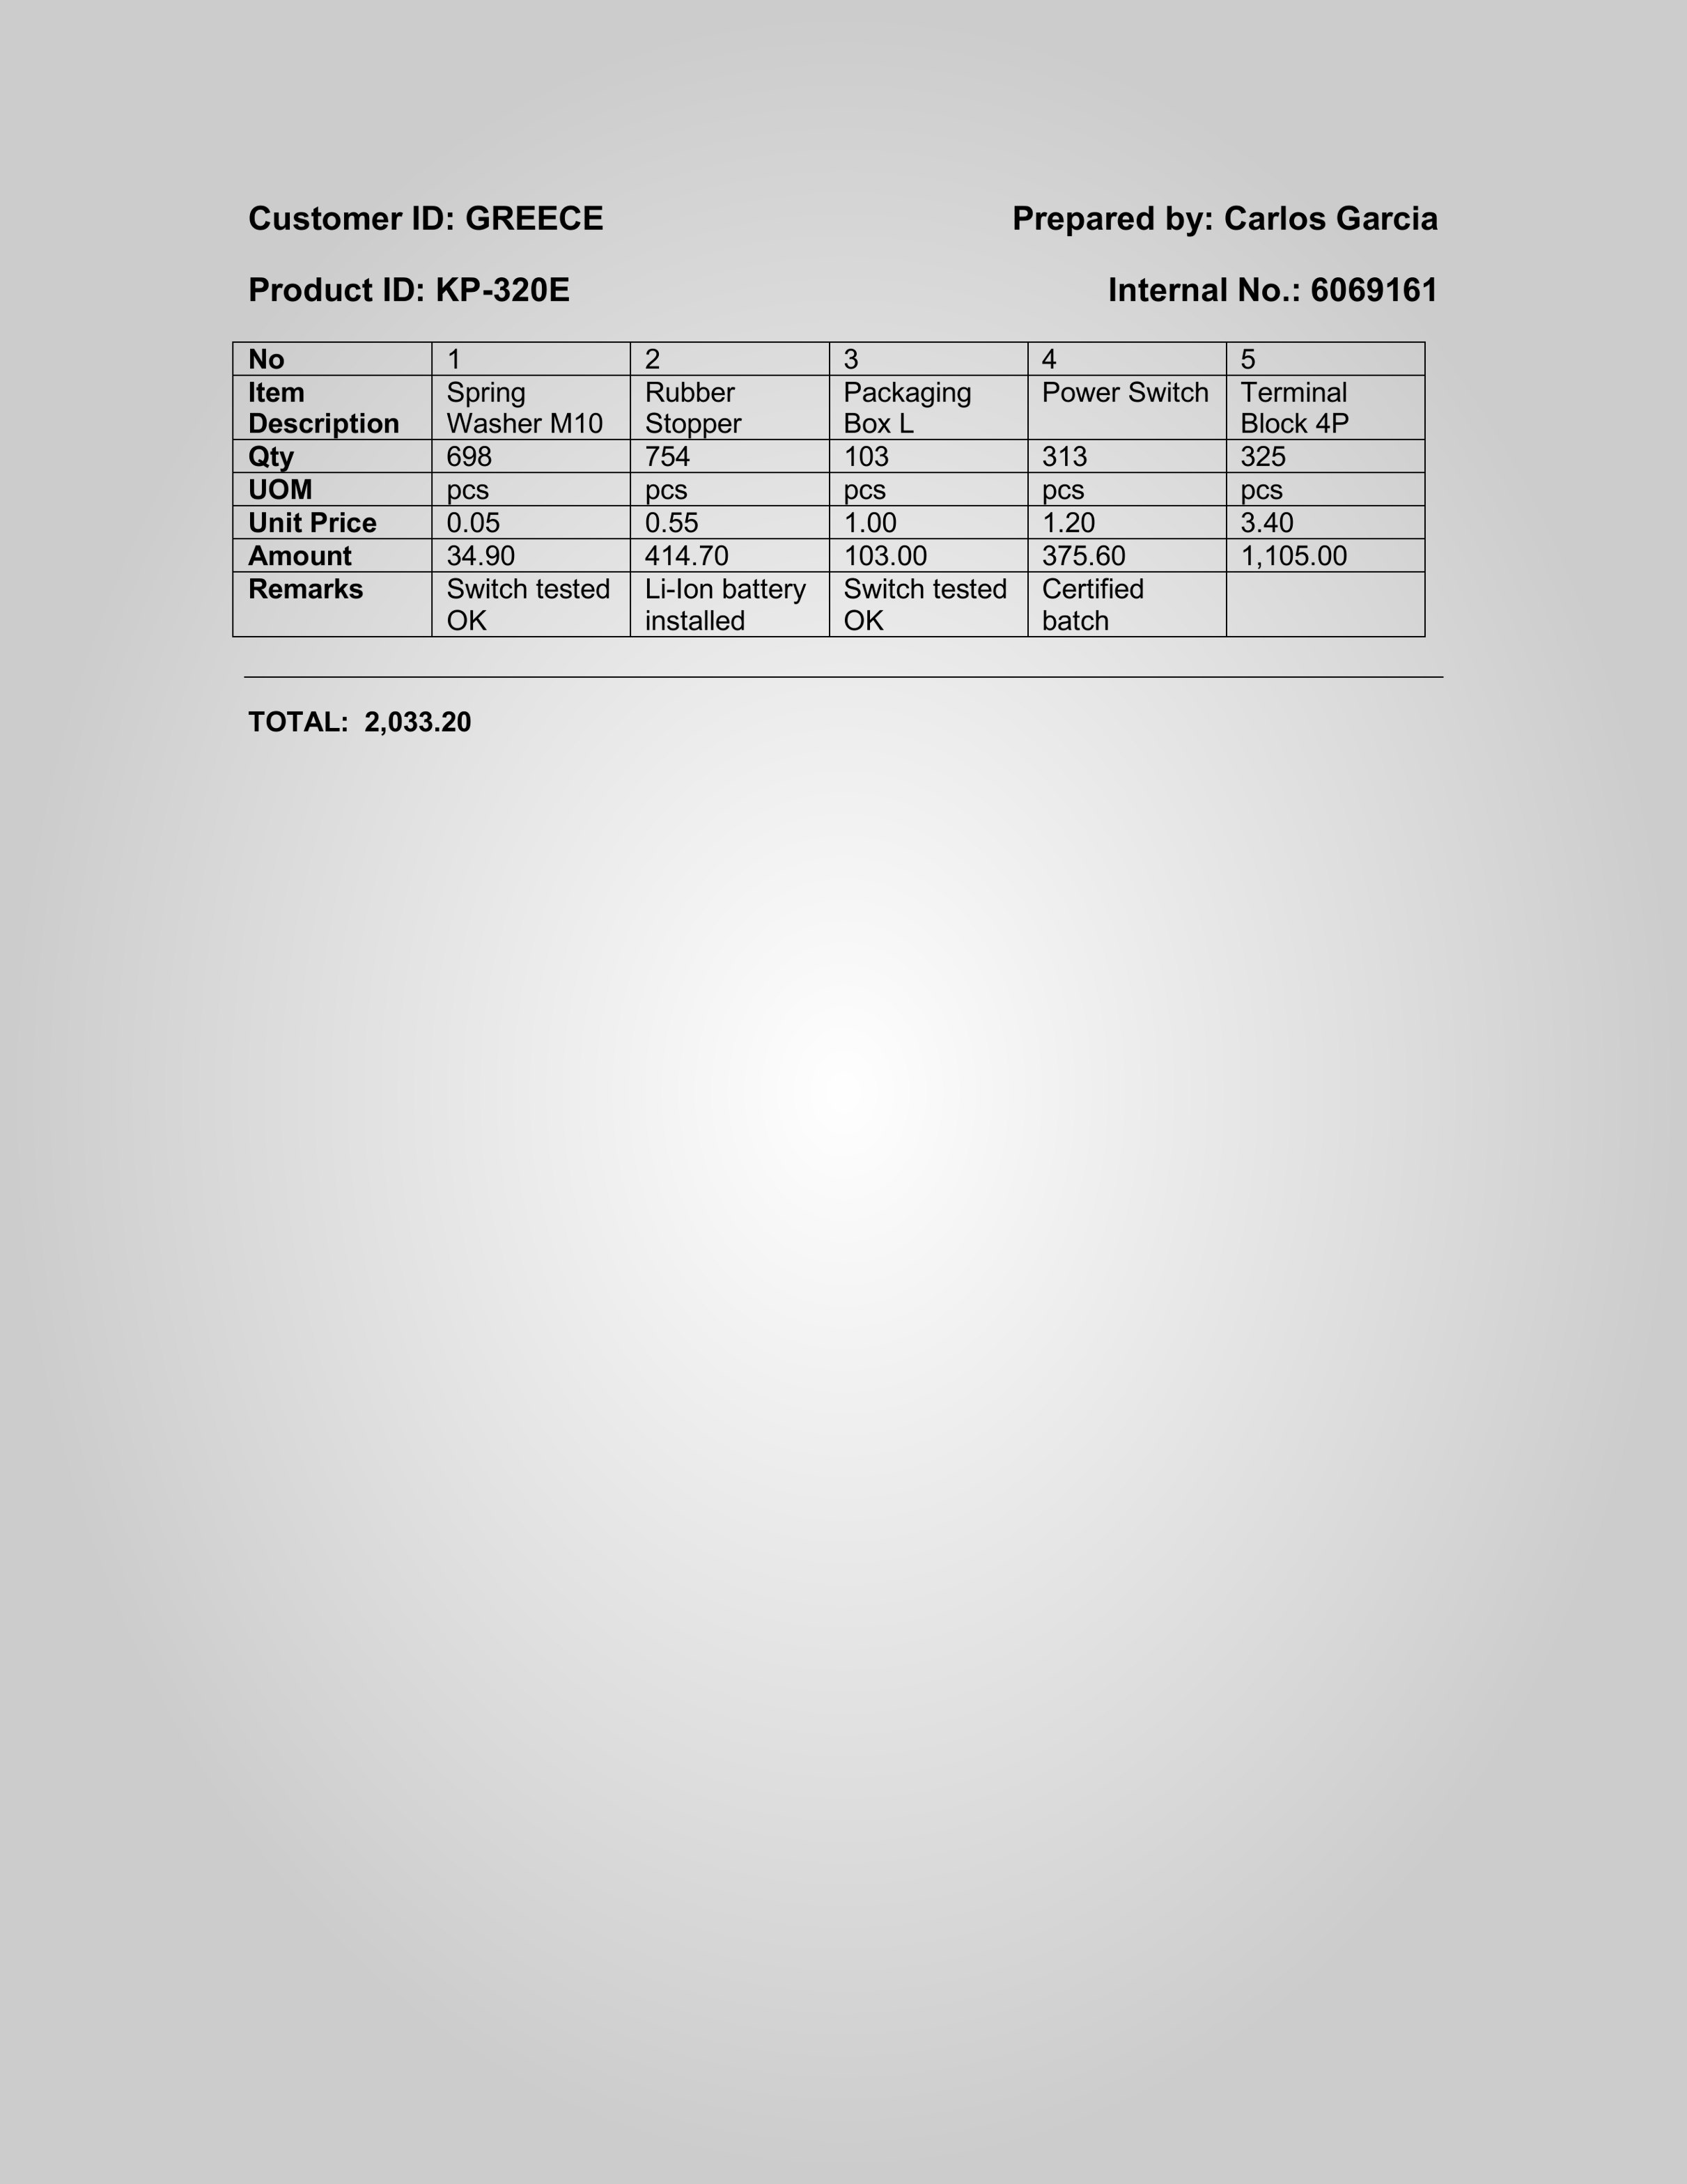 Customer ID: GREECE Prepared by: Carlos Garcia
Product ID: KP-320E Internal No.: 6069161
No 1 2 3 4 5
Item Description Spring Washer M10 Rubber Stopper Packaging Box L Power Switch Terminal Block 4P
Qty 698 754 103 313 325
UOM pcs pcs pcs pcs pcs
Unit Price 0.05 0.55 1.00 1.20 3.40
Amount 34.90 414.70 103.00 375.60 1,105.00
Remarks Switch tested OK Li-Ion battery installed Switch tested OK Certified batch
TOTAL: 2,033.20